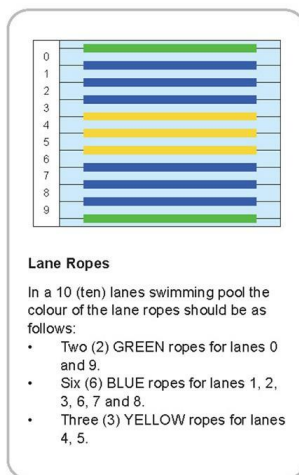 0
1
2
3
4
5
6
7
8
9
Lane Ropes
In a 10 (ten) lanes swimming pool the
colour of the lane ropes should be as
follows:
• Two (2) GREEN ropes for lanes 0
and 9.
• Six (6) BLUE ropes for lanes 1, 2,
3, 6, 7 and 8.
• Three (3) YELLOW ropes for lanes
4, 5.